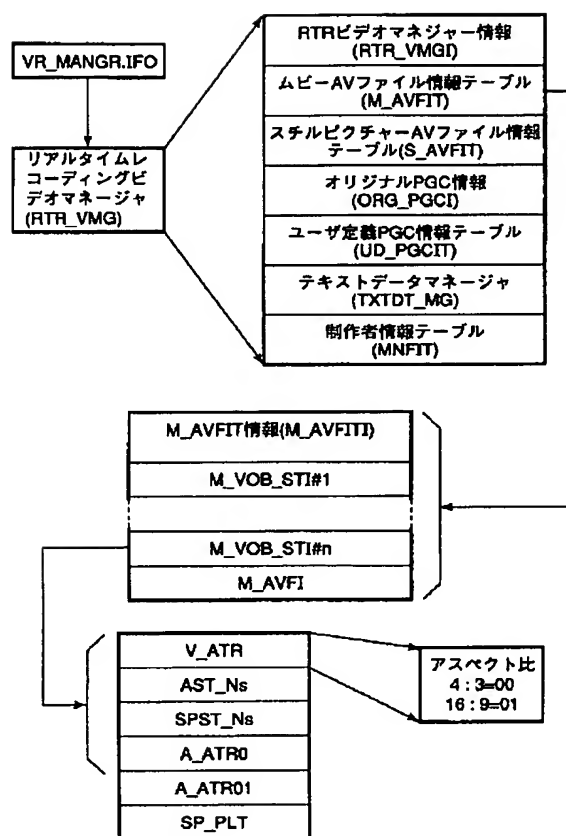 VR_MANGR.IFO
リアルタイムレ
コーディングビ
デオマネージャ
(RTR_VMG)
RTRビデオマネジャー情報
(RTR_VMGI)
ムビーAVファイル情報テーブル
(M_AVFIT)
スチルピクチャーAVファイル情報
テーブル(S_AVFIT)
オリジナルPGC情報
(ORG_PGCI)
ユーザ定義PGC情報テーブル
(UD_PGCIT)
テキストデータマネージャ
(TXTDT_MG)
制作者情報テーブル
(MNFIT)
M_AVFIT情報(M_AVFITI)
M_VOB_STI#1
M_VOB_STI#n
M_AVFI
V_ATR
AST_Ns
SPST_Ns
A_ATR0
A_ATR01
SP_PLT
アスペクト比
4:3=00
16:9=01